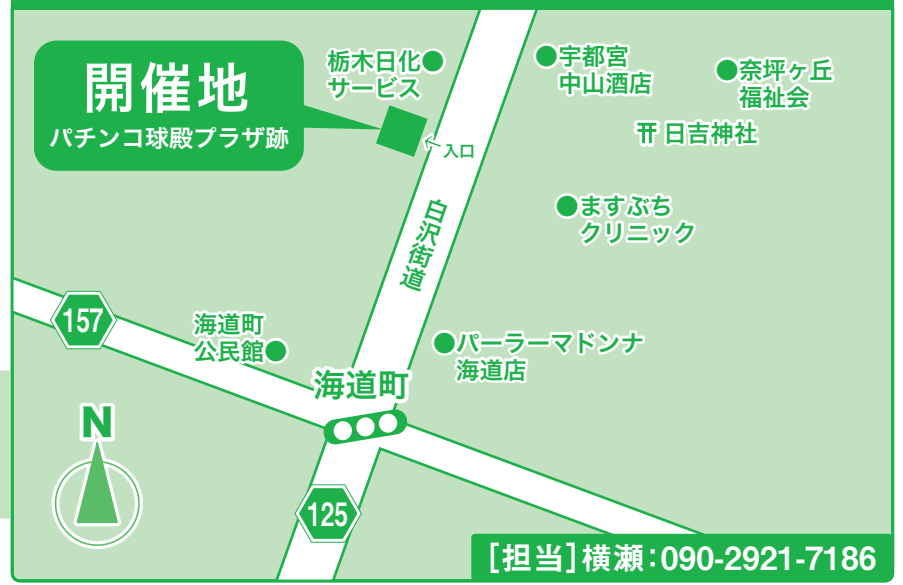 開催地
パチンコ球殿プラザ跡
栃木日化
サービス
宇都宮
中山酒店
奈坪ヶ丘
福祉会
日吉神社
入口
ますぶち
クリニック
白沢街道
157
海道町
公民館
パーラーマドンナ
海道店
海道町
N
125
[担当]横瀬:090-2921-7186